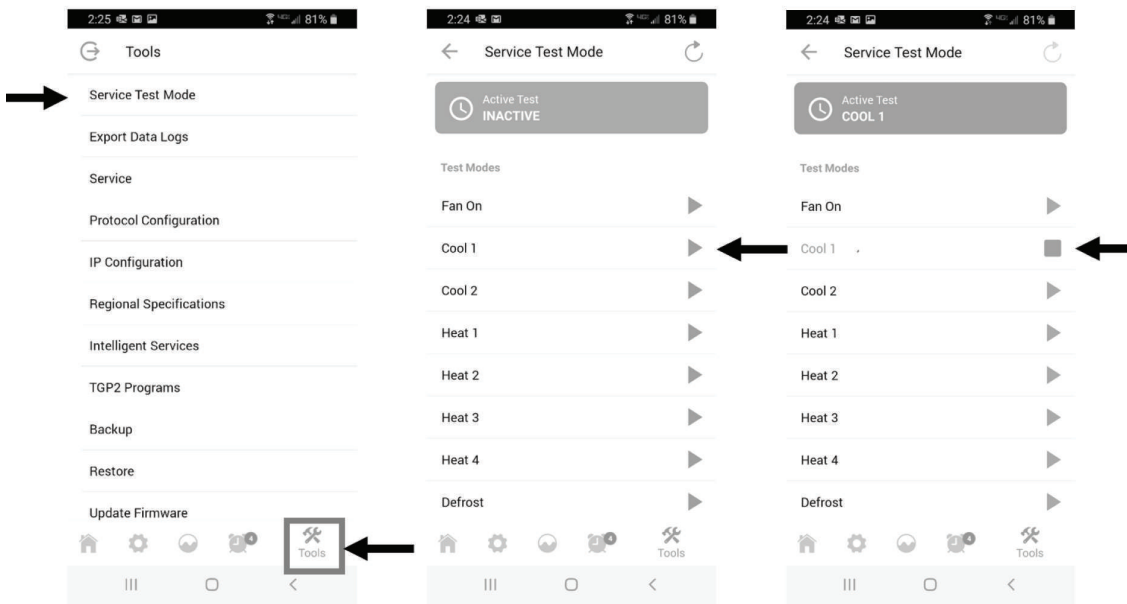 2:25 81%
Tools
Service Test Mode
Export Data Logs
Service
Protocol Configuration
IP Configuration
Regional Specifications
Intelligent Services
TGP2 Programs
Backup
Restore
Update Firmware
4
Tools
2:24 81%
Service Test Mode
Active Test
INACTIVE
Test Modes
Fan On
Cool 1
Cool 2
Heat 1
Heat 2
Heat 3
Heat 4
Defrost
4
Tools
2:24 81%
Service Test Mode
Active Test
COOL 1
Test Modes
Fan On
Cool 1
Cool 2
Heat 1
Heat 2
Heat 3
Heat 4
Defrost
4
Tools